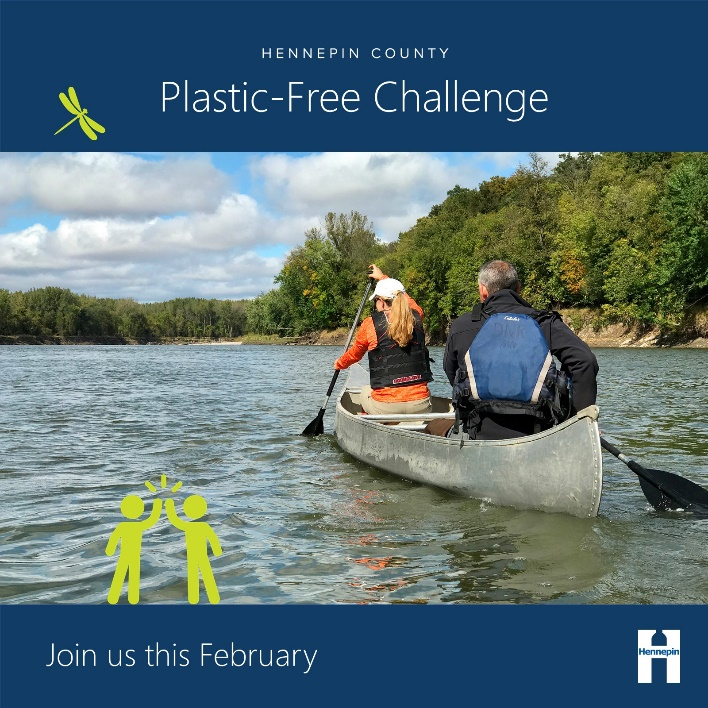 HENNEPIN COUNTY
Plastic-Free Challenge
Join us this February
Hennepin